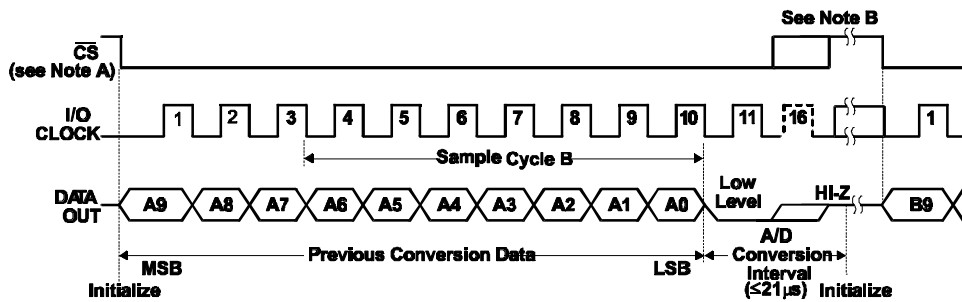 See Note B
CS
(see Note A)
I/O
CLOCK
1 2 3 4 5 6 7 8 9 10 11 16 1
Sample Cycle B
DATA
OUT
A9 A8 A7 A6 A5 A4 A3 A2 A1 A0
Low
Level
HI-Z
B9
A/D
Conversion
Interval
(≤21µs)
Previous Conversion Data
MSB
LSB
Initialize
Initialize